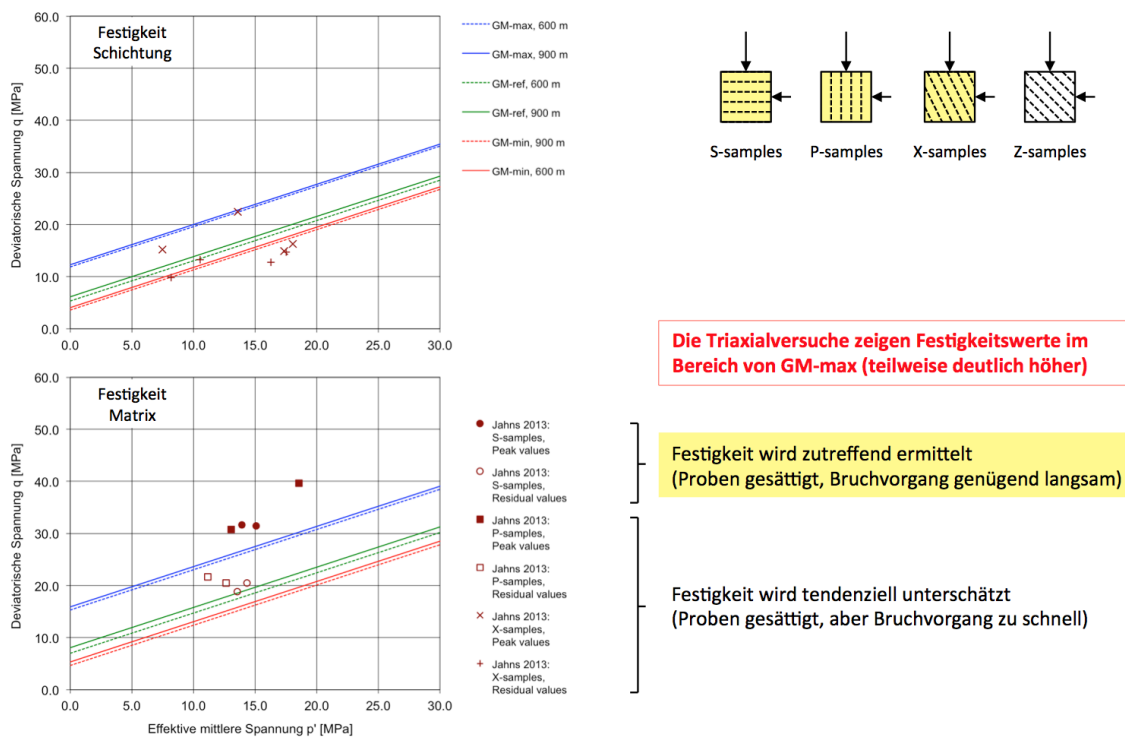 60.0
50.0
40.0
30.0
20.0
10.0
0.0
Deviatorische Spannung q [MPa]
Festigkeit
Schichtung
0.0 5.0 10.0 15.0 20.0 25.0 30.0
GM-max, 600 m
GM-max, 900 m
GM-ref, 600 m
GM-ref, 900 m
GM-min, 900 m
GM-min, 600 m
S-samples P-samples X-samples Z-samples
Die Triaxialversuche zeigen Festigkeitswerte im
Bereich von GM-max (teilweise deutlich höher)
60.0
50.0
40.0
30.0
20.0
10.0
0.0
Deviatorische Spannung q [MPa]
Festigkeit
Matrix
0.0 5.0 10.0 15.0 20.0 25.0 30.0
Effektive mittlere Spannung p' [MPa]
Jahns 2013:
S-samples,
Peak values
Jahns 2013:
S-samples,
Residual values
Jahns 2013:
P-samples,
Peak values
Jahns 2013:
P-samples,
Residual values
Jahns 2013:
X-samples,
Peak values
Jahns 2013:
X-samples,
Residual values
Festigkeit wird zutreffend ermittelt
(Proben gesättigt, Bruchvorgang genügend langsam)
Festigkeit wird tendenziell unterschätzt
(Proben gesättigt, aber Bruchvorgang zu schnell)